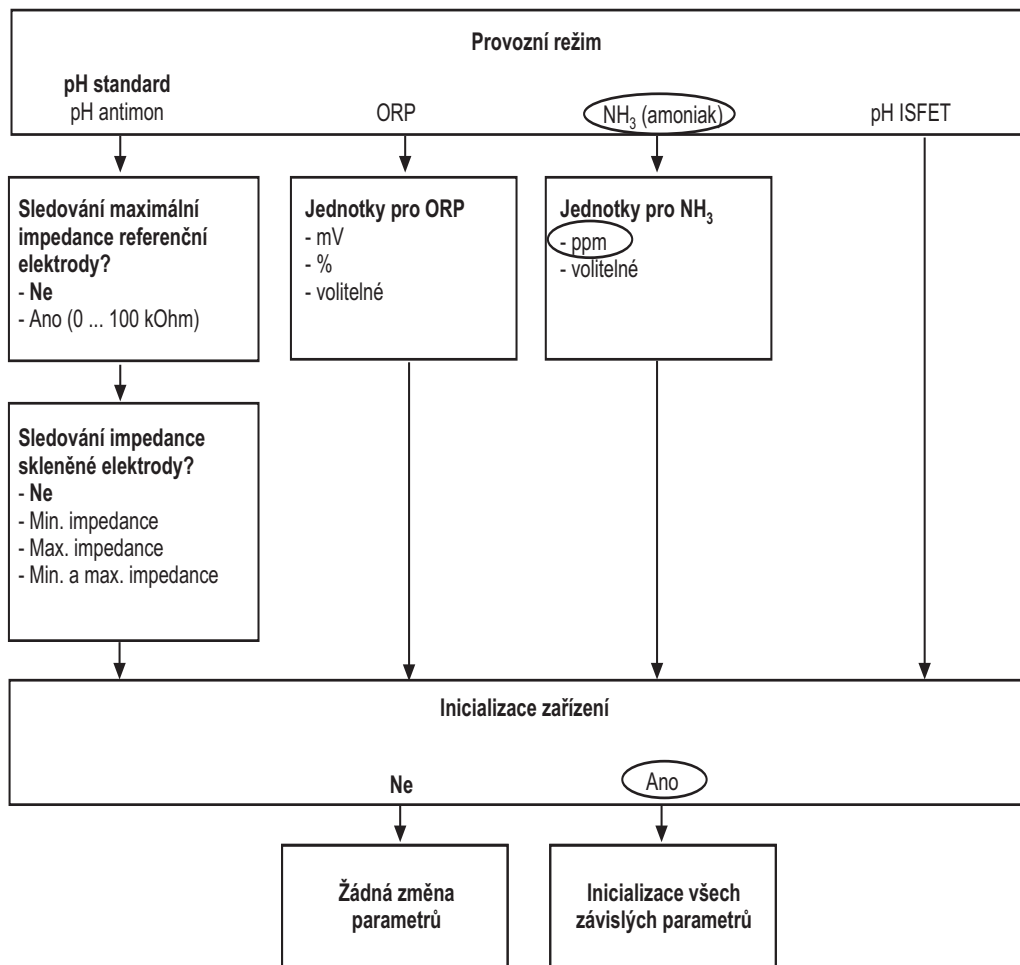 Provozní režim
pH standard
pH antimon
ORP
NH₃ (amoniak)
pH ISFET
Sledování maximální
impedance referenční
elektrody?
- Ne
- Ano (0 ... 100 kOhm)
Jednotky pro ORP
- mV
- %
- volitelné
Jednotky pro NH₃
- ppm
- volitelné
Sledování impedance
skleněné elektrody?
- Ne
- Min. impedance
- Max. impedance
- Min. a max. impedance
Inicializace zařízení
Ne
Ano
Žádná změna
parametrů
Inicializace všech
závislých parametrů